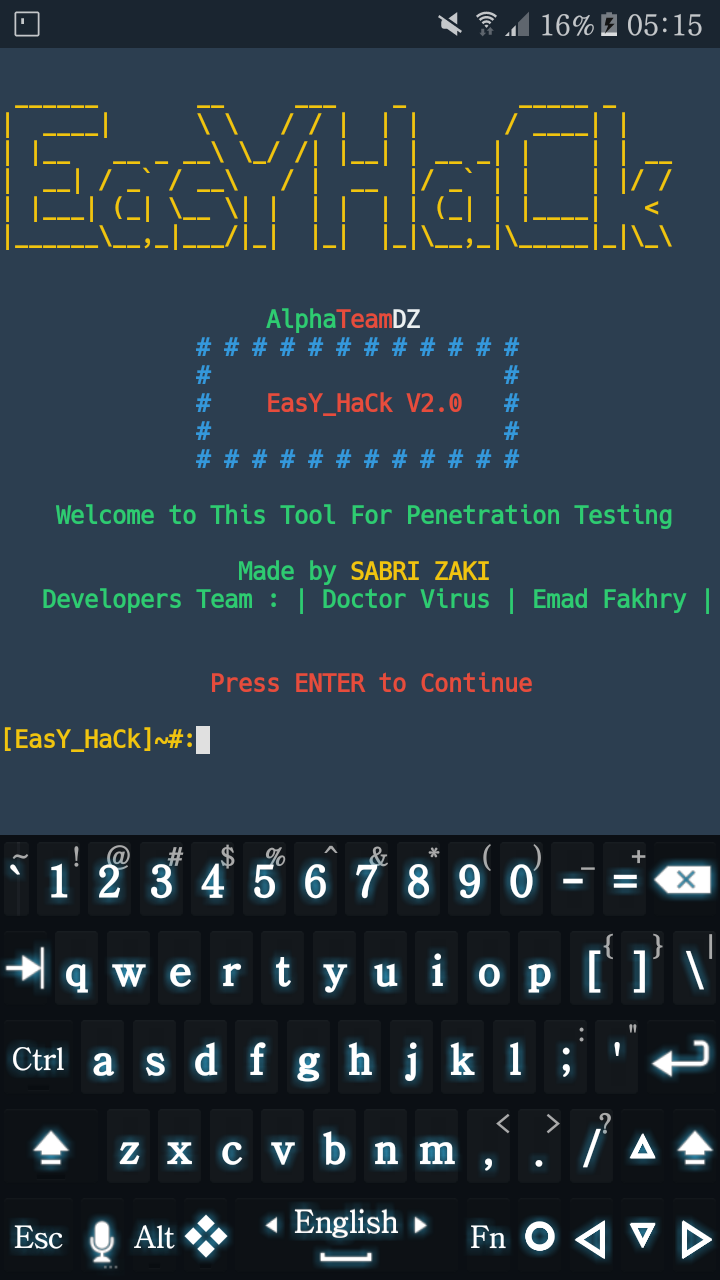 16% 05:15
EasYHaCk
AlphaTeamDZ
# # # # # # # # # # # #
# #
# EasY_HaCk V2.0 #
# #
# # # # # # # # # # # #
Welcome to This Tool For Penetration Testing
Made by SABRI ZAKI
Developers Team : | Doctor Virus | Emad Fakhry |
Press ENTER to Continue
[EasY_HaCk]~#:
~ ! @ # $ % ^ & * ( ) _ +
` 1 2 3 4 5 6 7 8 9 0 - =
{ } |
q w e r t y u i o p [ ] \
: "
Ctrl a s d f g h j k l ; '
< > ?
z x c v b n m , . /
Esc Alt English Fn